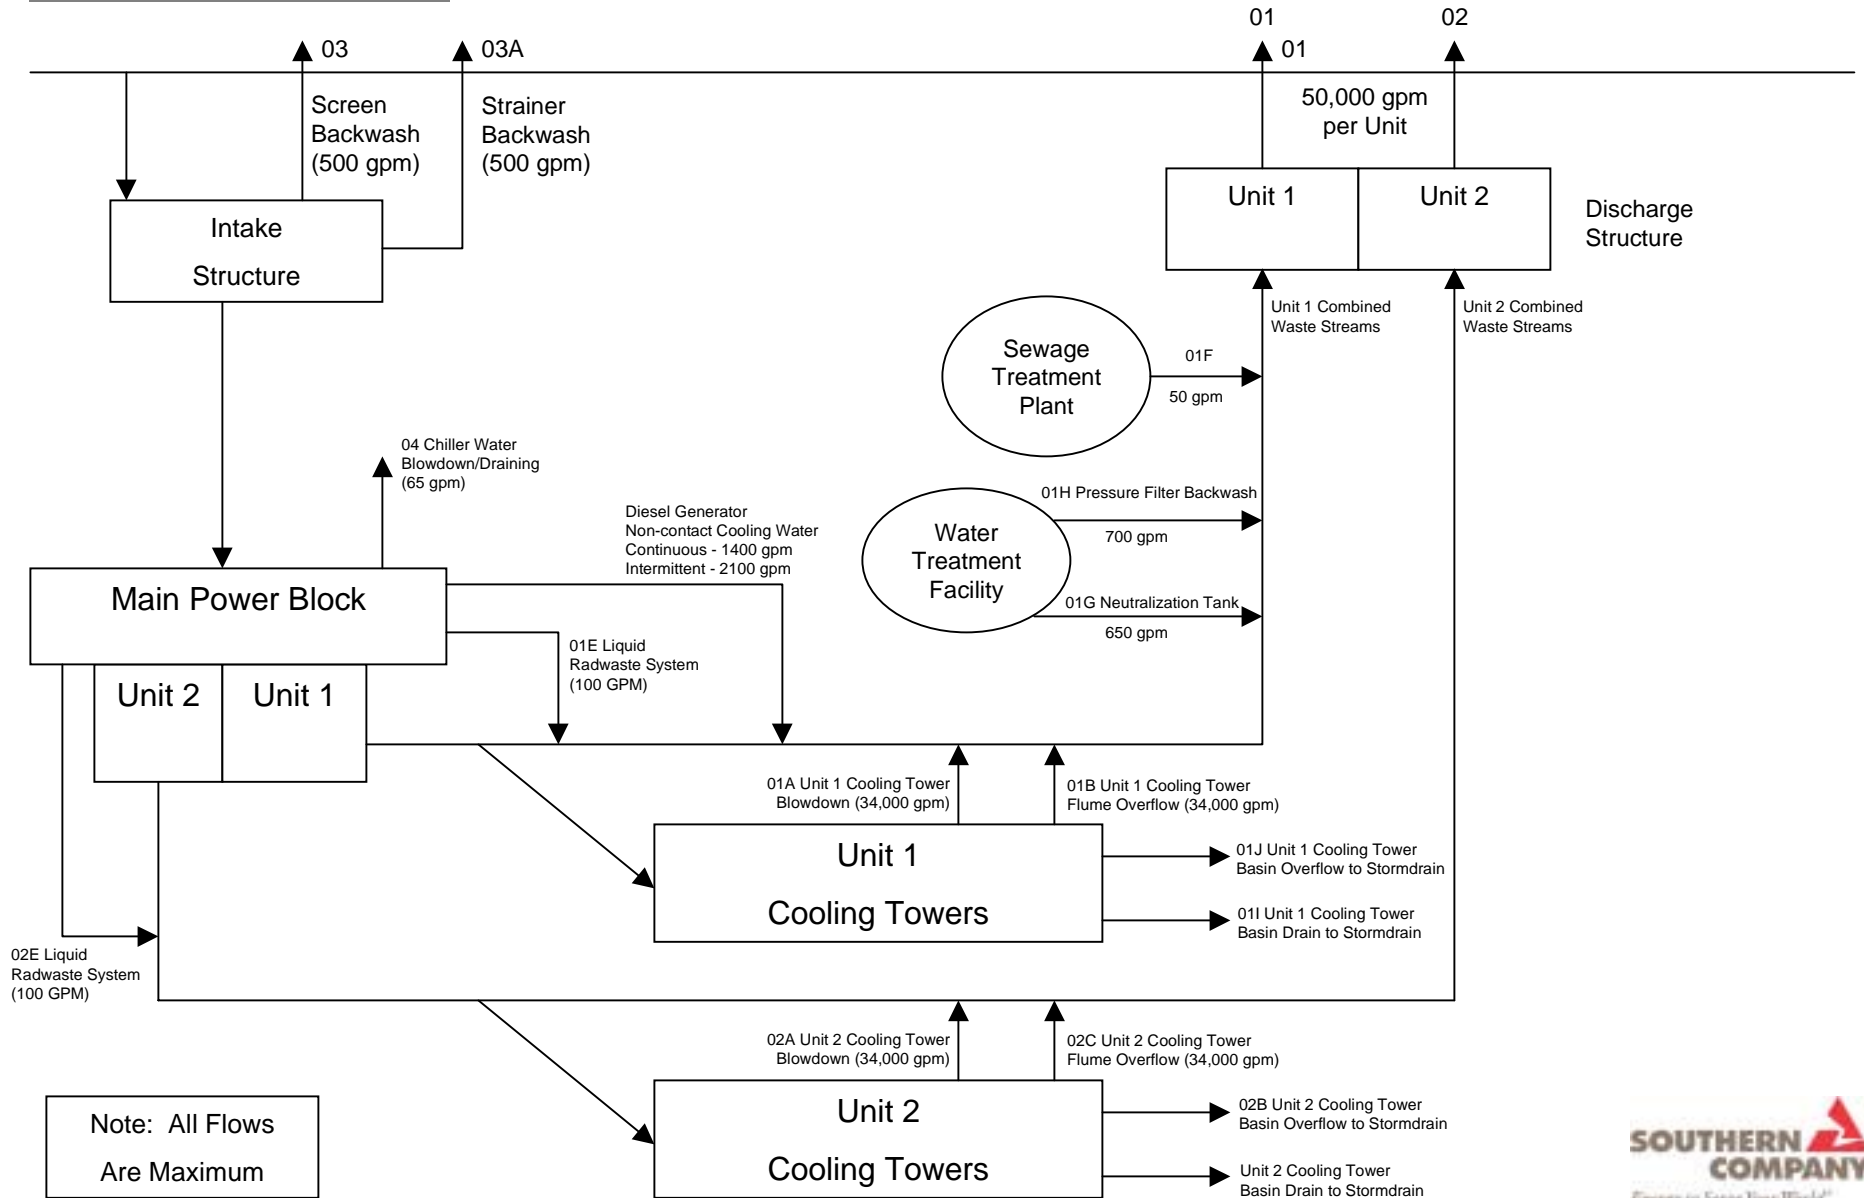 01
02
03
03A
01
Screen
Backwash
(500 gpm)
Strainer
Backwash
(500 gpm)
50,000 gpm
per Unit
Intake
Structure
Unit 1
Unit 2
Discharge
Structure
Unit 1 Combined
Waste Streams
Unit 2 Combined
Waste Streams
Sewage
Treatment
Plant
01F
50 gpm
04 Chiller Water
Blowdown/Draining
(65 gpm)
Diesel Generator
Non-contact Cooling Water
Continuous - 1400 gpm
Intermittent - 2100 gpm
Water
Treatment
Facility
01H Pressure Filter Backwash
700 gpm
01G Neutralization Tank
650 gpm
Main Power Block
01E Liquid
Radwaste System
(100 GPM)
Unit 2
Unit 1
01A Unit 1 Cooling Tower
Blowdown (34,000 gpm)
01B Unit 1 Cooling Tower
Flume Overflow (34,000 gpm)
Unit 1
Cooling Towers
01J Unit 1 Cooling Tower
Basin Overflow to Stormdrain
01I Unit 1 Cooling Tower
Basin Drain to Stormdrain
02E Liquid
Radwaste System
(100 GPM)
02A Unit 2 Cooling Tower
Blowdown (34,000 gpm)
02C Unit 2 Cooling Tower
Flume Overflow (34,000 gpm)
Unit 2
Cooling Towers
02B Unit 2 Cooling Tower
Basin Overflow to Stormdrain
Unit 2 Cooling Tower
Basin Drain to Stormdrain
Note: All Flows
Are Maximum
SOUTHERN
COMPANY